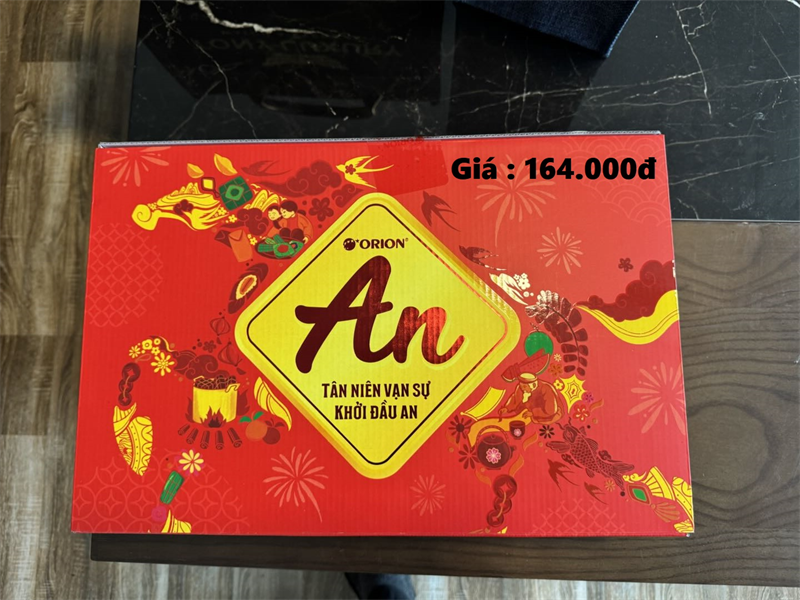 Giá : 164.000đ
ORION
An
TÂN NIÊN VẠN SỰ
KHỞI ĐẦU AN